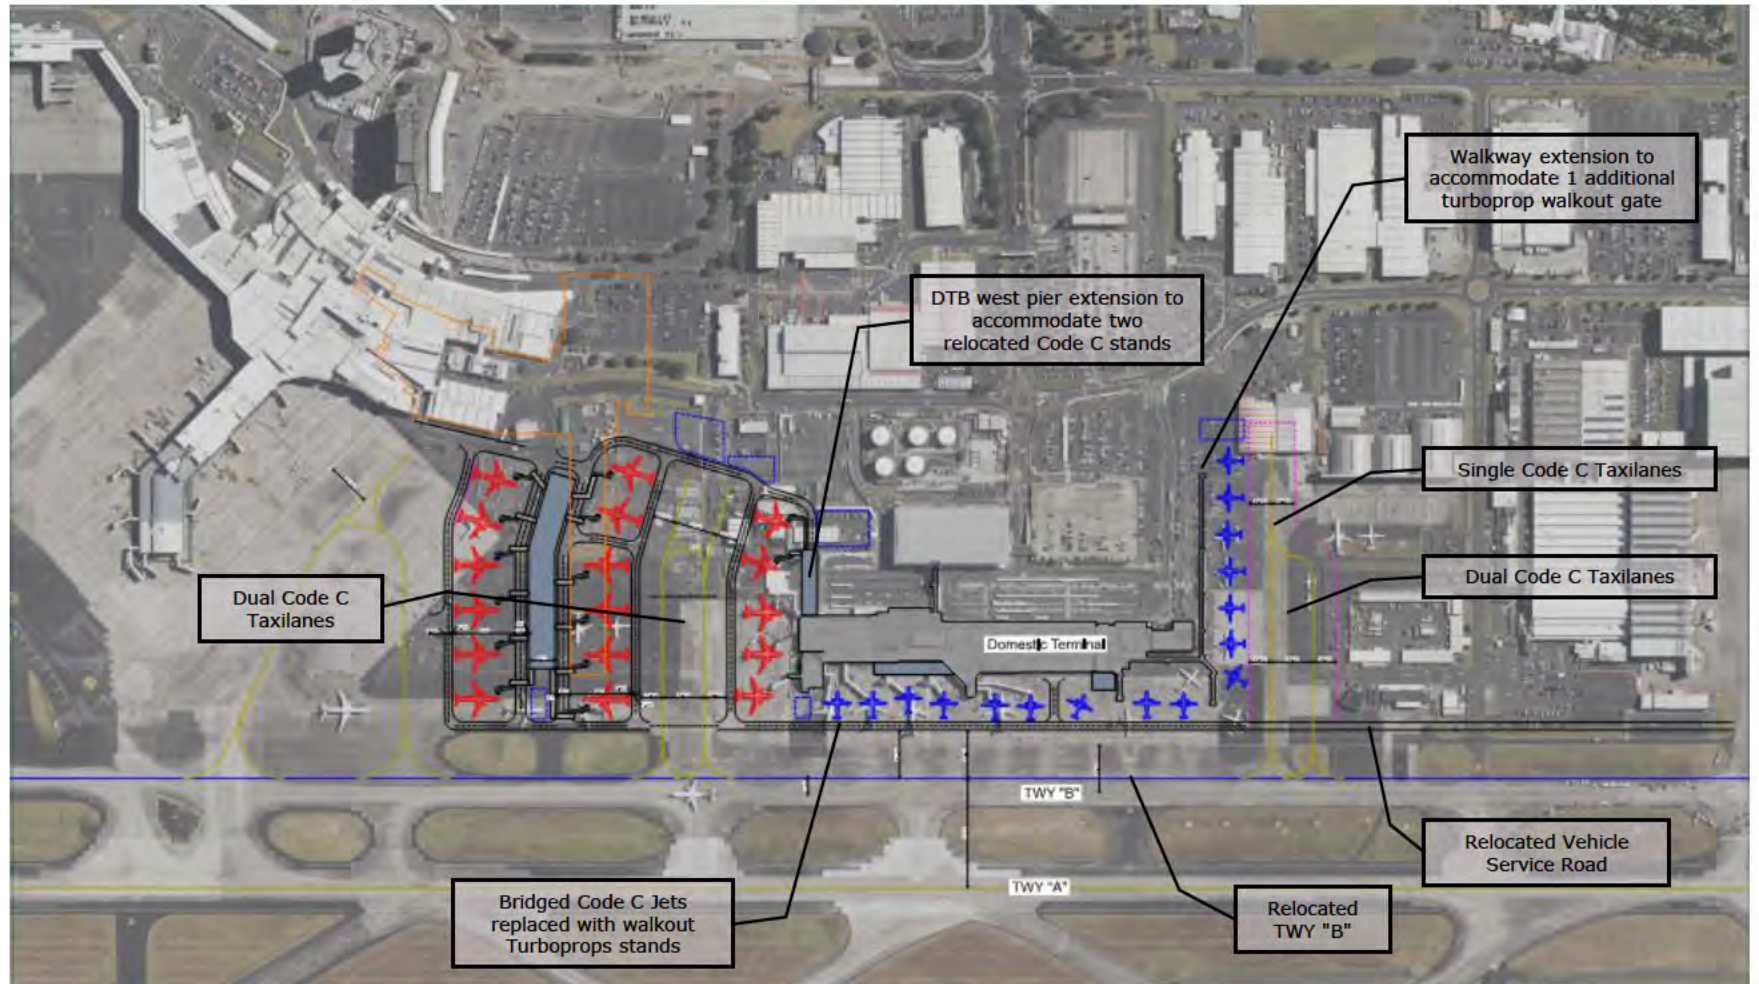 Walkway extension to
accommodate 1 additional
turboprop walkout gate
DTB west pier extension to
accommodate two
relocated Code C stands
Single Code C Taxilanes
Dual Code C Taxilanes
Dual Code C
Taxilanes
Domestic Terminal
TWY "B"
Relocated Vehicle
Service Road
TWY "A"
Bridged Code C Jets
replaced with walkout
Turboprops stands
Relocated
TWY "B"